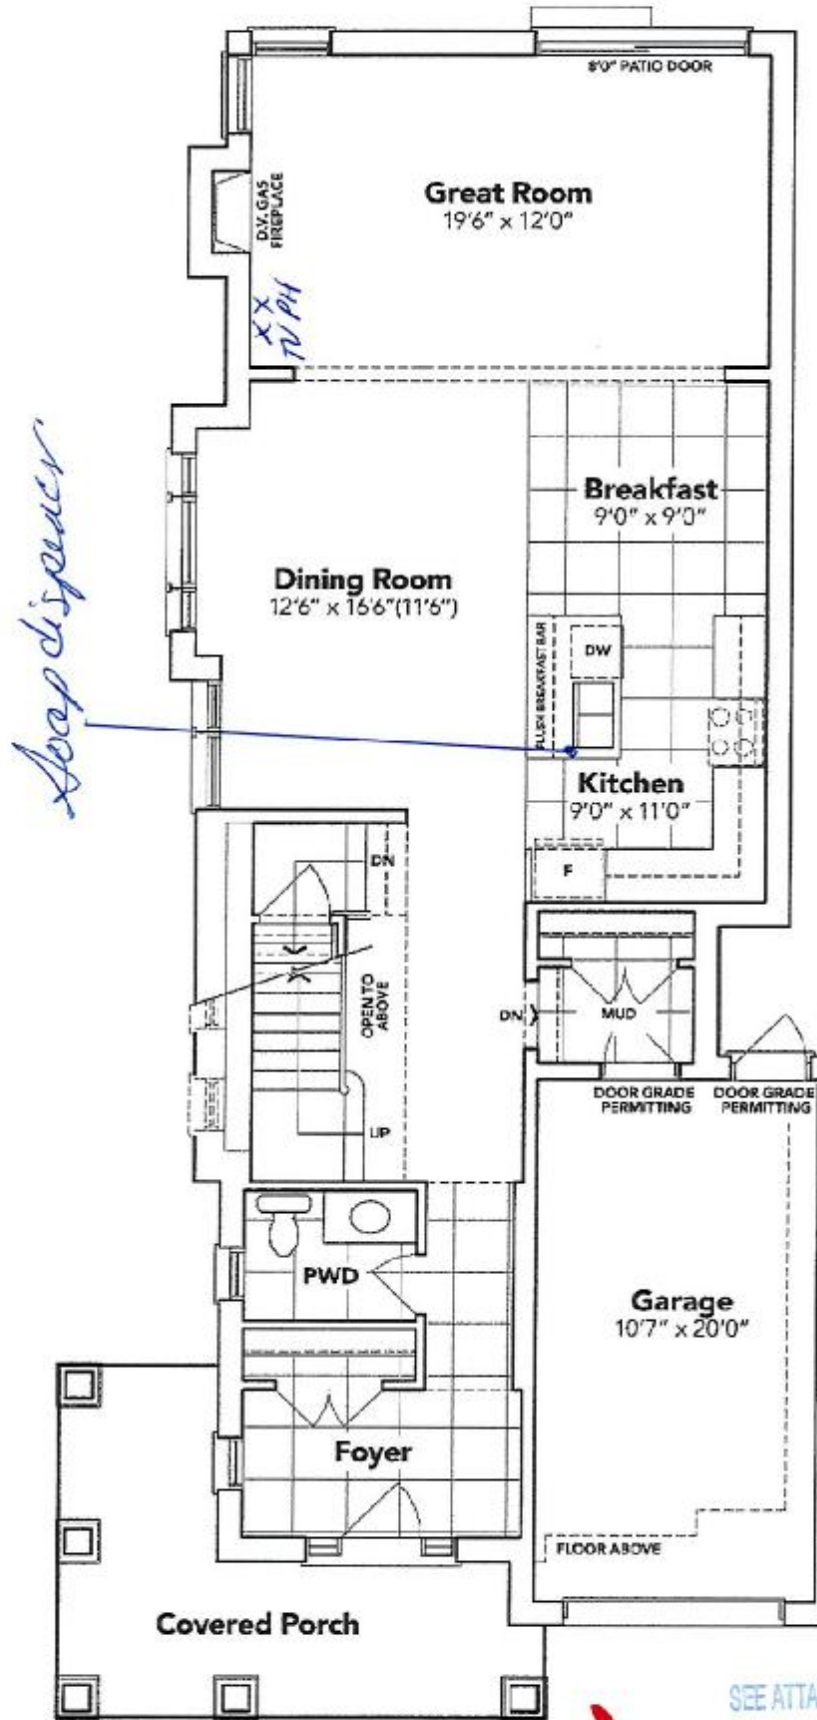 8'0" PATIO DOOR
D.V. GAS
FIREPLACE
Great Room
19'6" x 12'0"
X X
TV PH
Soap dispencer
Breakfast
9'0" x 9'0"
Dining Room
12'6" x 16'6"(11'6")
FLUSH BREAKFAST BAR
DW
Kitchen
9'0" x 11'0"
F
DN
OPEN TO
ABOVE
DN
MUD
UP
DOOR GRADE
PERMITTING
DOOR GRADE
PERMITTING
PWD
Garage
10'7" x 20'0"
Foyer
FLOOR ABOVE
Covered Porch
SEE ATTA